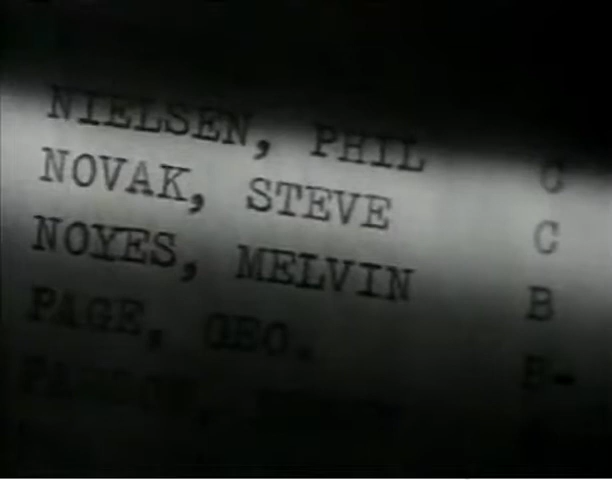 NIELSEN, PHIL C
NOVAK, STEVE C
NOYES, MELVIN B
PAGE, GEO. B-